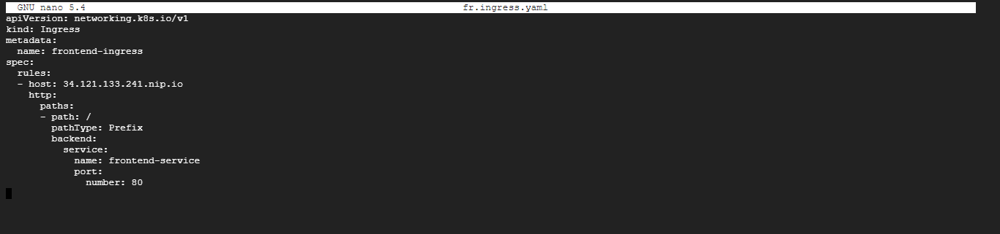 GNU nano 5.4 fr.ingress.yaml
apiVersion: networking.k8s.io/v1
kind: Ingress
metadata:
  name: frontend-ingress
spec:
  rules:
  - host: 34.121.133.241.nip.io
    http:
      paths:
      - path: /
        pathType: Prefix
        backend:
          service:
            name: frontend-service
            port:
              number: 80